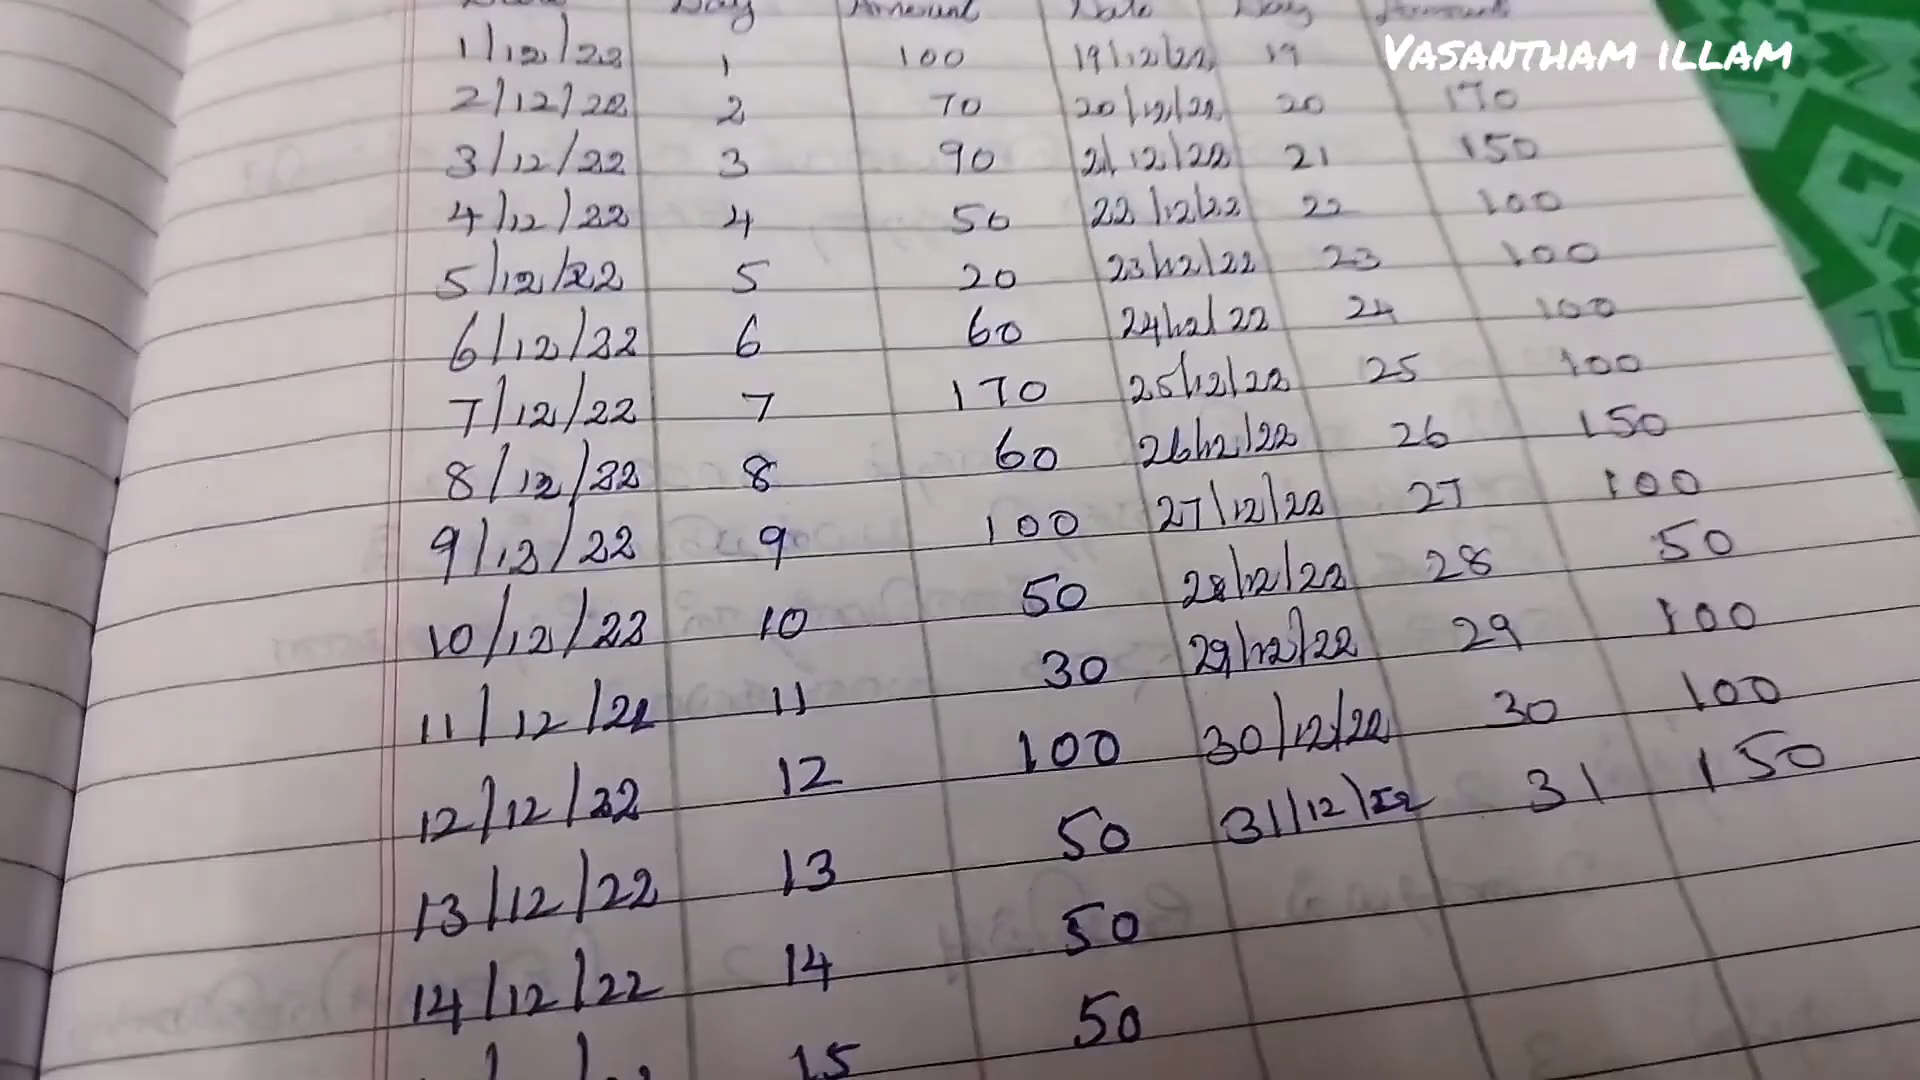 Date Day Amount Date Day Amount
VASANTHAM ILLAM
1/12/22 1 100 19/12/22 19
2/12/22 2 70 20/12/22 20 170
3/12/22 3 90 21/12/22 21 150
4/12/22 4 50 22/12/22 22 100
5/12/22 5 20 23/12/22 23 100
6/12/22 6 60 24/12/22 24 100
7/12/22 7 170 25/12/22 25 100
8/12/22 8 60 26/12/22 26 150
9/12/22 9 100 27/12/22 27 100
10/12/22 10 50 28/12/22 28 50
11/12/22 11 30 29/12/22 29 100
12/12/22 12 100 30/12/22 30 100
13/12/22 13 50 31/12/22 31 150
14/12/22 14 50
15 50